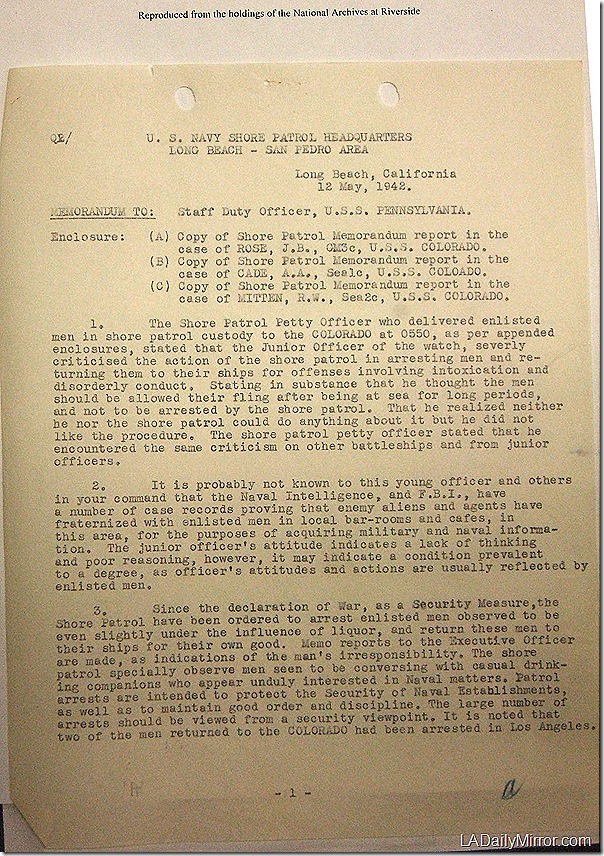 Reproduced from the holdings of the National Archives at Riverside
QE/ U. S. NAVY SHORE PATROL HEADQUARTERS
LONG BEACH - SAN PEDRO AREA
Long Beach, California
12 May, 1942.
MEMORANDUM TO: Staff Duty Officer, U.S.S. PENNSYLVANIA.
Enclosure: (A) Copy of Shore Patrol Memorandum report in the
case of ROSE, J.B., GM3c, U.S.S. COLORADO.
(B) Copy of Shore Patrol Memorandum report in the
case of CADE, A.A., Sea1c, U.S.S. COLOADO.
(C) Copy of Shore Patrol Memorandum report in the
case of MITTEN, R.W., Sea2c, U.S.S. COLORADO.
1. The Shore Patrol Petty Officer who delivered enlisted
men in shore patrol custody to the COLORADO at 0550, as per appended
enclosures, stated that the Junior Officer of the watch, severly
criticised the action of the shore patrol in arresting men and re-
turning them to their ships for offenses involving intoxication and
disorderly conduct. Stating in substance that he thought the men
should be allowed their fling after being at sea for long periods,
and not to be arrested by the shore patrol. That he realized neither
he nor the shore patrol could do anything about it but he did not
like the procedure. The shore patrol petty officer stated that he
encountered the same criticism on other battleships and from junior
officers.
2. It is probably not known to this young officer and others
in your command that the Naval Intelligence, and F.B.I., have
a number of case records proving that enemy aliens and agents have
fraternized with enlisted men in local bar-rooms and cafes, in
this area, for the purposes of acquiring military and naval informa-
tion. The junior officer's attitude indicates a lack of thinking
and poor reasoning, however, it may indicate a condition prevalent
to a degree, as officer's attitudes and actions are usually reflected by
enlisted men.
3. Since the declaration of War, as a Security Measure,the
Shore Patrol have been ordered to arrest enlisted men observed to be
even slightly under the influence of liquor, and return these men to
their ships for their own good. Memo reports to the Executive Officer
are made, as indications of the man's irresponsibility. The shore
patrol specially observe men seen to be conversing with casual drink-
ing companions who appear unduly interested in Naval matters. Patrol
arrests are intended to protect the Security of Naval Establishments,
as well as to maintain good order and discipline. The large number of
arrests should be viewed from a security viewpoint. It is noted that
two of the men returned to the COLORADO had been arrested in Los Angeles.
- 1 -
a
LADailyMirror.com